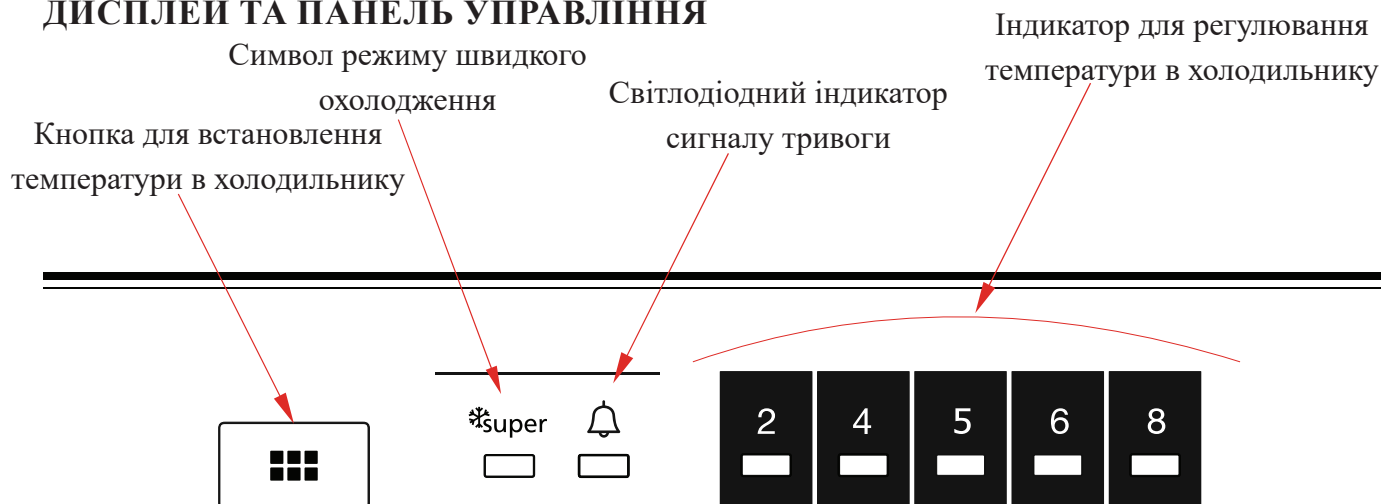 ДИСПЛЕЙ ТА ПАНЕЛЬ УПРАВЛІННЯ
Символ режиму швидкого
охолодження
Кнопка для встановлення
температури в холодильнику
Світлодіодний індикатор
сигналу тривоги
Індикатор для регулювання
температури в холодильнику
super
2 4 5 6 8